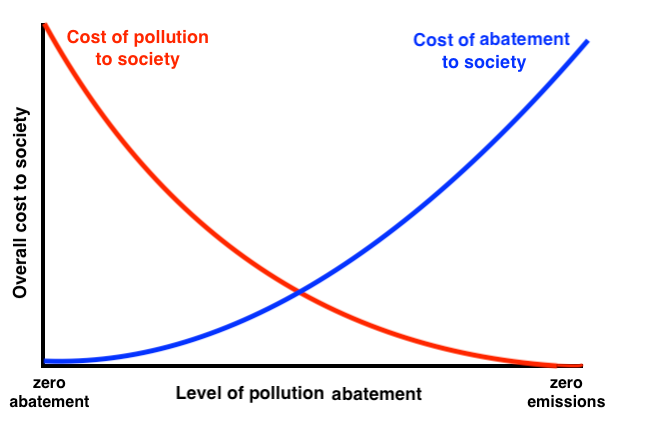 Cost of pollution
to society
Cost of abatement
to society
Overall cost to society
zero
abatement
Level of pollution abatement
zero
emissions